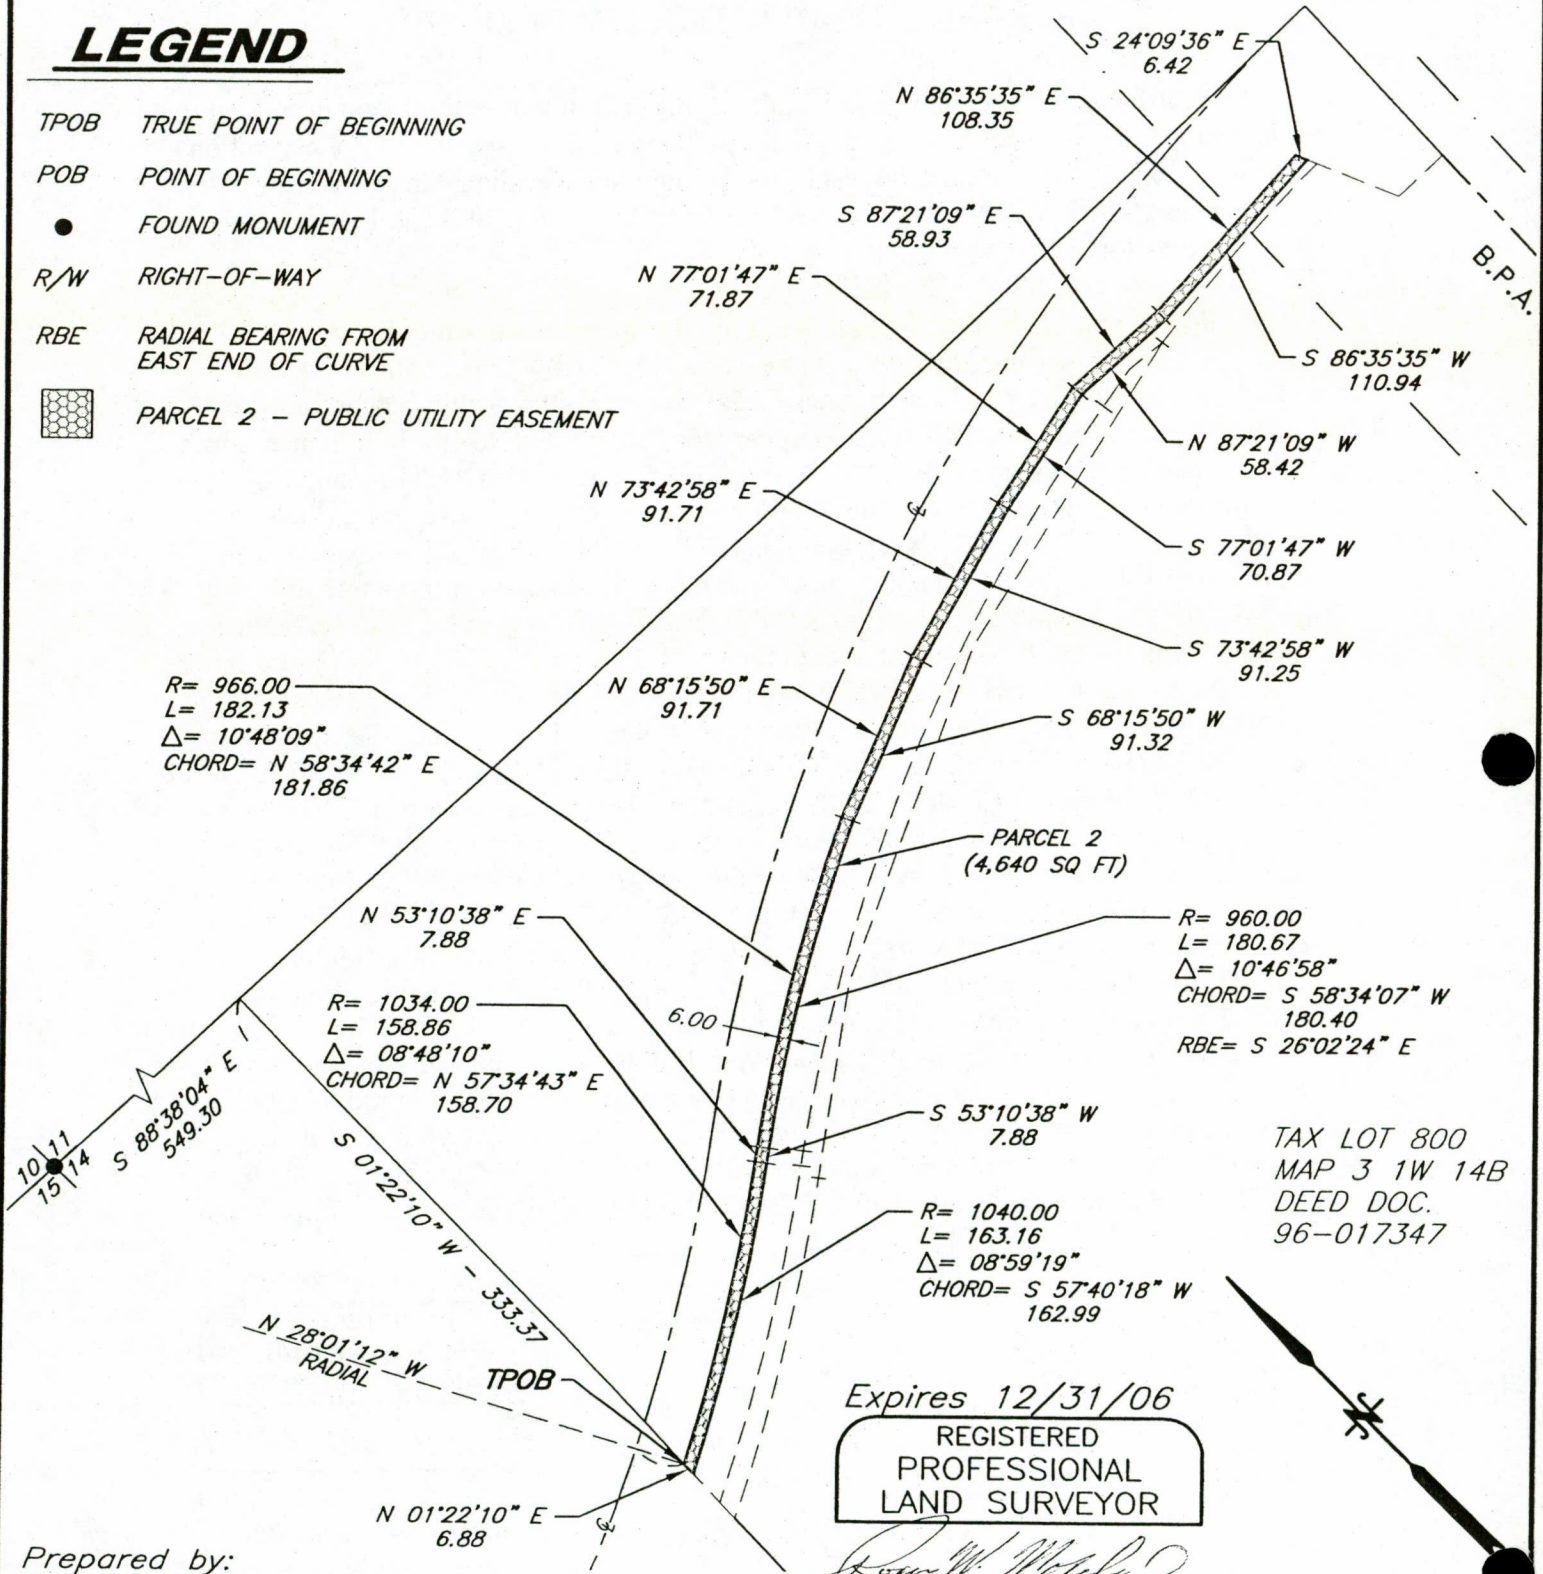 LEGEND
TPOB TRUE POINT OF BEGINNING
POB POINT OF BEGINNING
FOUND MONUMENT
R/W RIGHT-OF-WAY
RBE RADIAL BEARING FROM
EAST END OF CURVE
PARCEL 2 - PUBLIC UTILITY EASEMENT
S 24°09'36" E
6.42
N 86°35'35" E
108.35
S 87°21'09" E
58.93
N 77°01'47" E
71.87
B.P.A.
S 86°35'35" W
110.94
N 87°21'09" W
58.42
N 73°42'58" E
91.71
S 77°01'47" W
70.87
S 73°42'58" W
91.25
N 68°15'50" E
91.71
S 68°15'50" W
91.32
R= 966.00
L= 182.13
Δ= 10°48'09"
CHORD= N 58°34'42" E
181.86
PARCEL 2
(4,640 SQ FT)
N 53°10'38" E
7.88
R= 960.00
L= 180.67
Δ= 10°46'58"
CHORD= S 58°34'07" W
180.40
RBE= S 26°02'24" E
R= 1034.00
L= 158.86
Δ= 08°48'10"
CHORD= N 57°34'43" E
158.70
6.00
S 53°10'38" W
7.88
10 11
15 14
S 88°38'04" E
549.30
S 01°22'10" W - 333.37
TAX LOT 800
MAP 3 1W 14B
DEED DOC.
96-017347
R= 1040.00
L= 163.16
Δ= 08°59'19"
CHORD= S 57°40'18" W
162.99
N 28°01'12" W
RADIAL
TPOB
N 01°22'10" E
6.88
N
Expires 12/31/06
REGISTERED
PROFESSIONAL
LAND SURVEYOR
Prepared by: